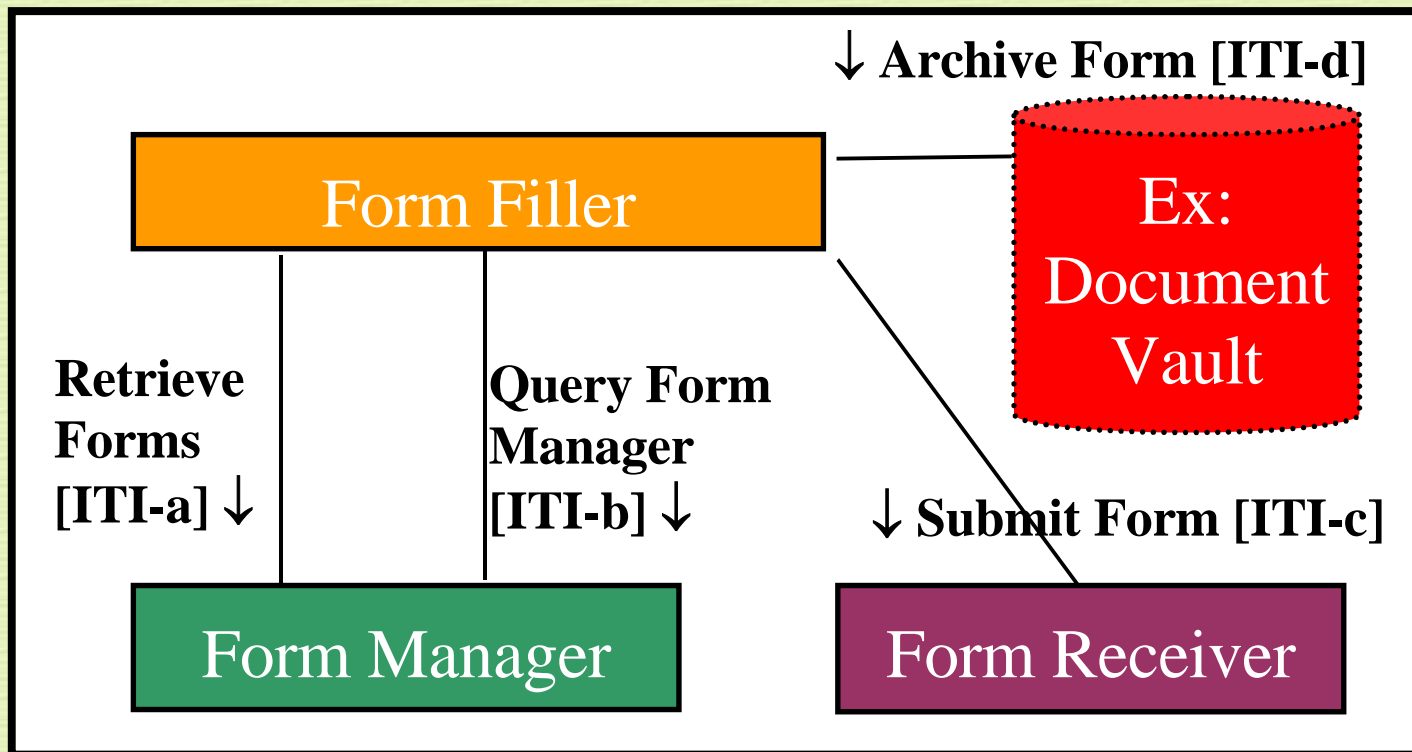 ↓ Archive Form [ITI-d]
Form Filler
Ex:
Document
Vault
Retrieve
Forms
[ITI-a] ↓
Query Form
Manager
[ITI-b] ↓
↓ Submit Form [ITI-c]
Form Manager
Form Receiver